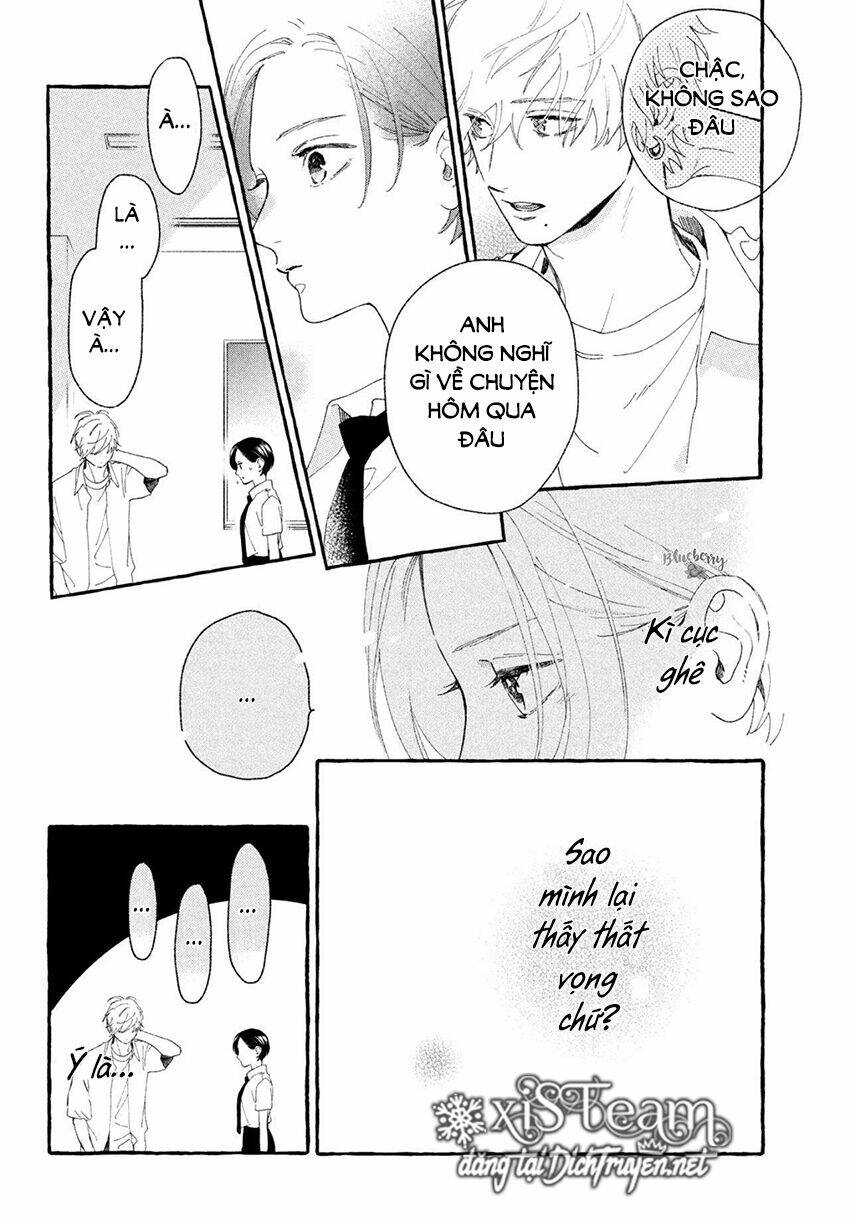 CHẬC,
KHÔNG SAO
ĐÂU
ANH
KHÔNG NGHĨ
GÌ VỀ CHUYỆN
HÔM QUA
ĐÂU
À...
LÀ
...
VẬY
À...
Blueberry
Kì cục
ghê
...
Sao
mình lại
thấy thất
vọng
chứ?
...
...
...
Ý là...
xiSTeam
đăng tại DichTruyen.net